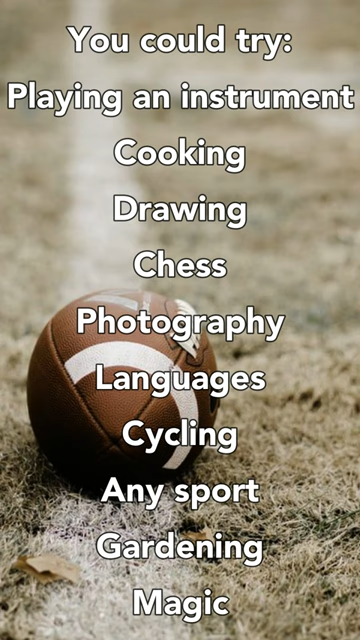 You could try:
Playing an instrument
Cooking
Drawing
Chess
Photography
Languages
Cycling
Any sport
Gardening
Magic